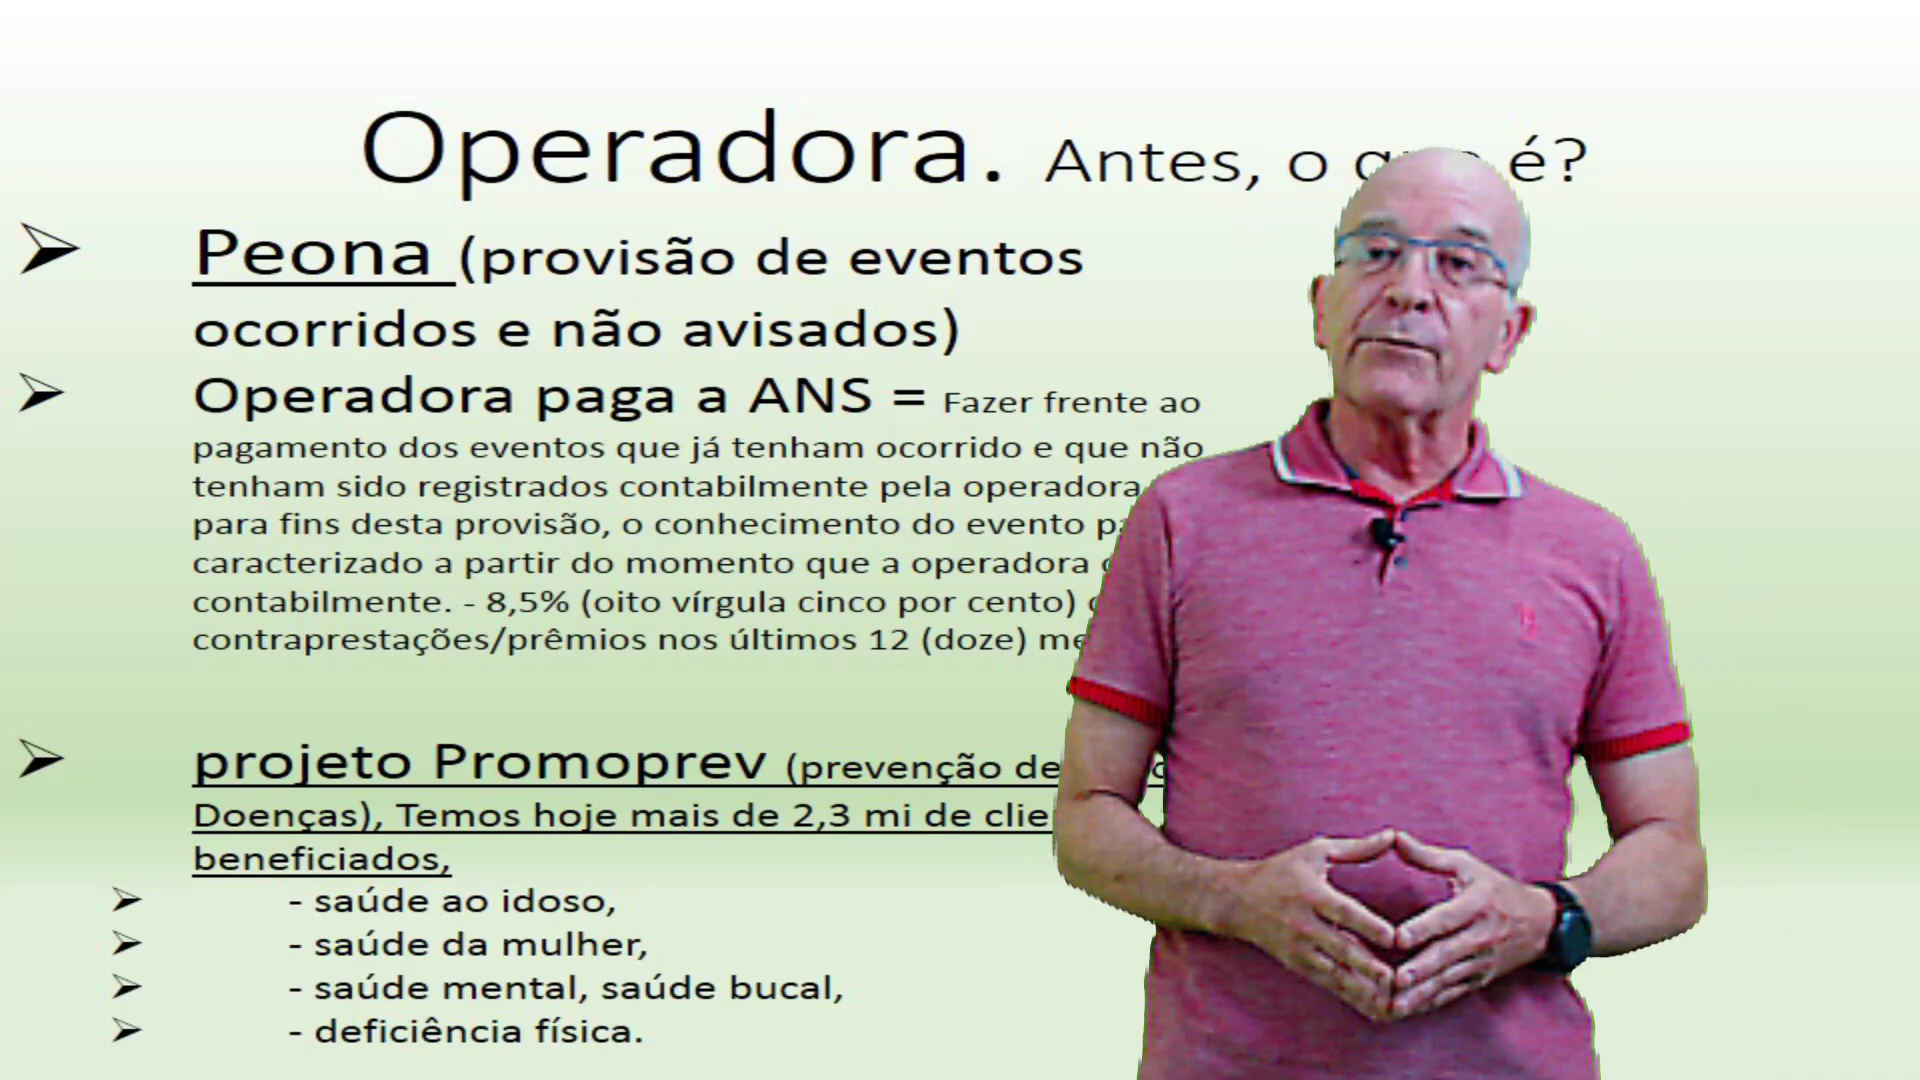 Operadora. Antes, o é?
Peona (provisão de eventos
ocorridos e não avisados)
Operadora paga a ANS = Fazer frente ao
pagamento dos eventos que já tenham ocorrido e que não
tenham sido registrados contabilmente pela operadora
para fins desta provisão, o conhecimento do evento
caracterizado a partir do momento que a operadora
contabilmente. - 8,5% (oito vírgula cinco por cento)
contraprestações/prêmios nos últimos 12 (doze)
projeto Promoprev (prevenção de
Doenças), Temos hoje mais de 2,3 mi de
beneficiados,
- saúde ao idoso,
- saúde da mulher,
- saúde mental, saúde bucal,
- deficiência física.